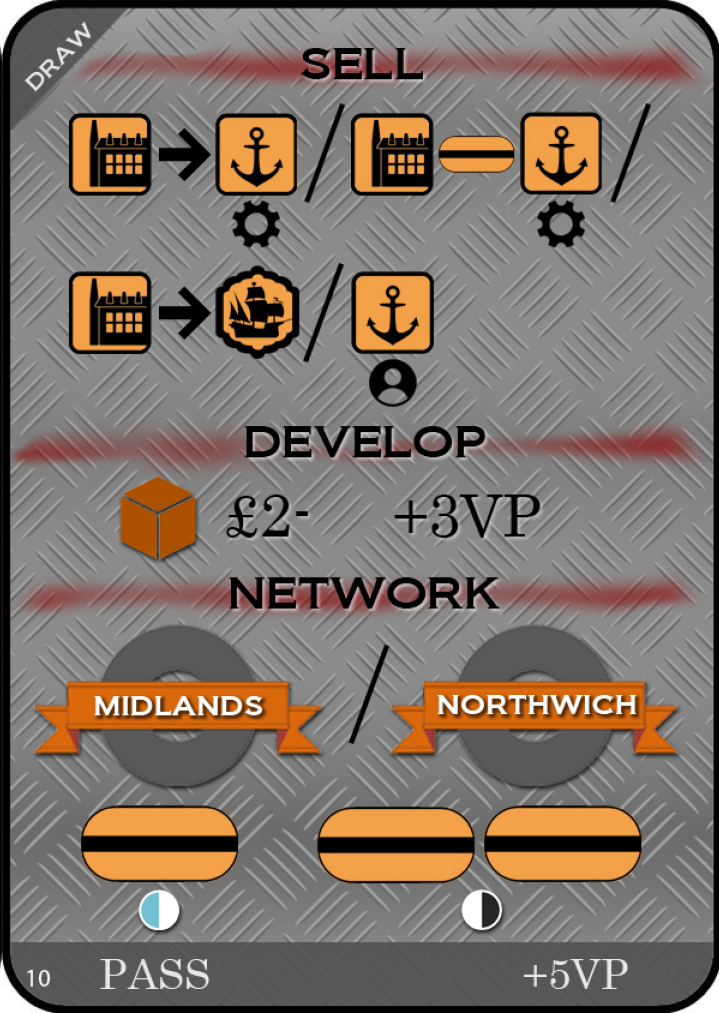 DRAW
SELL
DEVELOP
£2- +3VP
NETWORK
MIDLANDS NORTHWICH
10 PASS +5VP